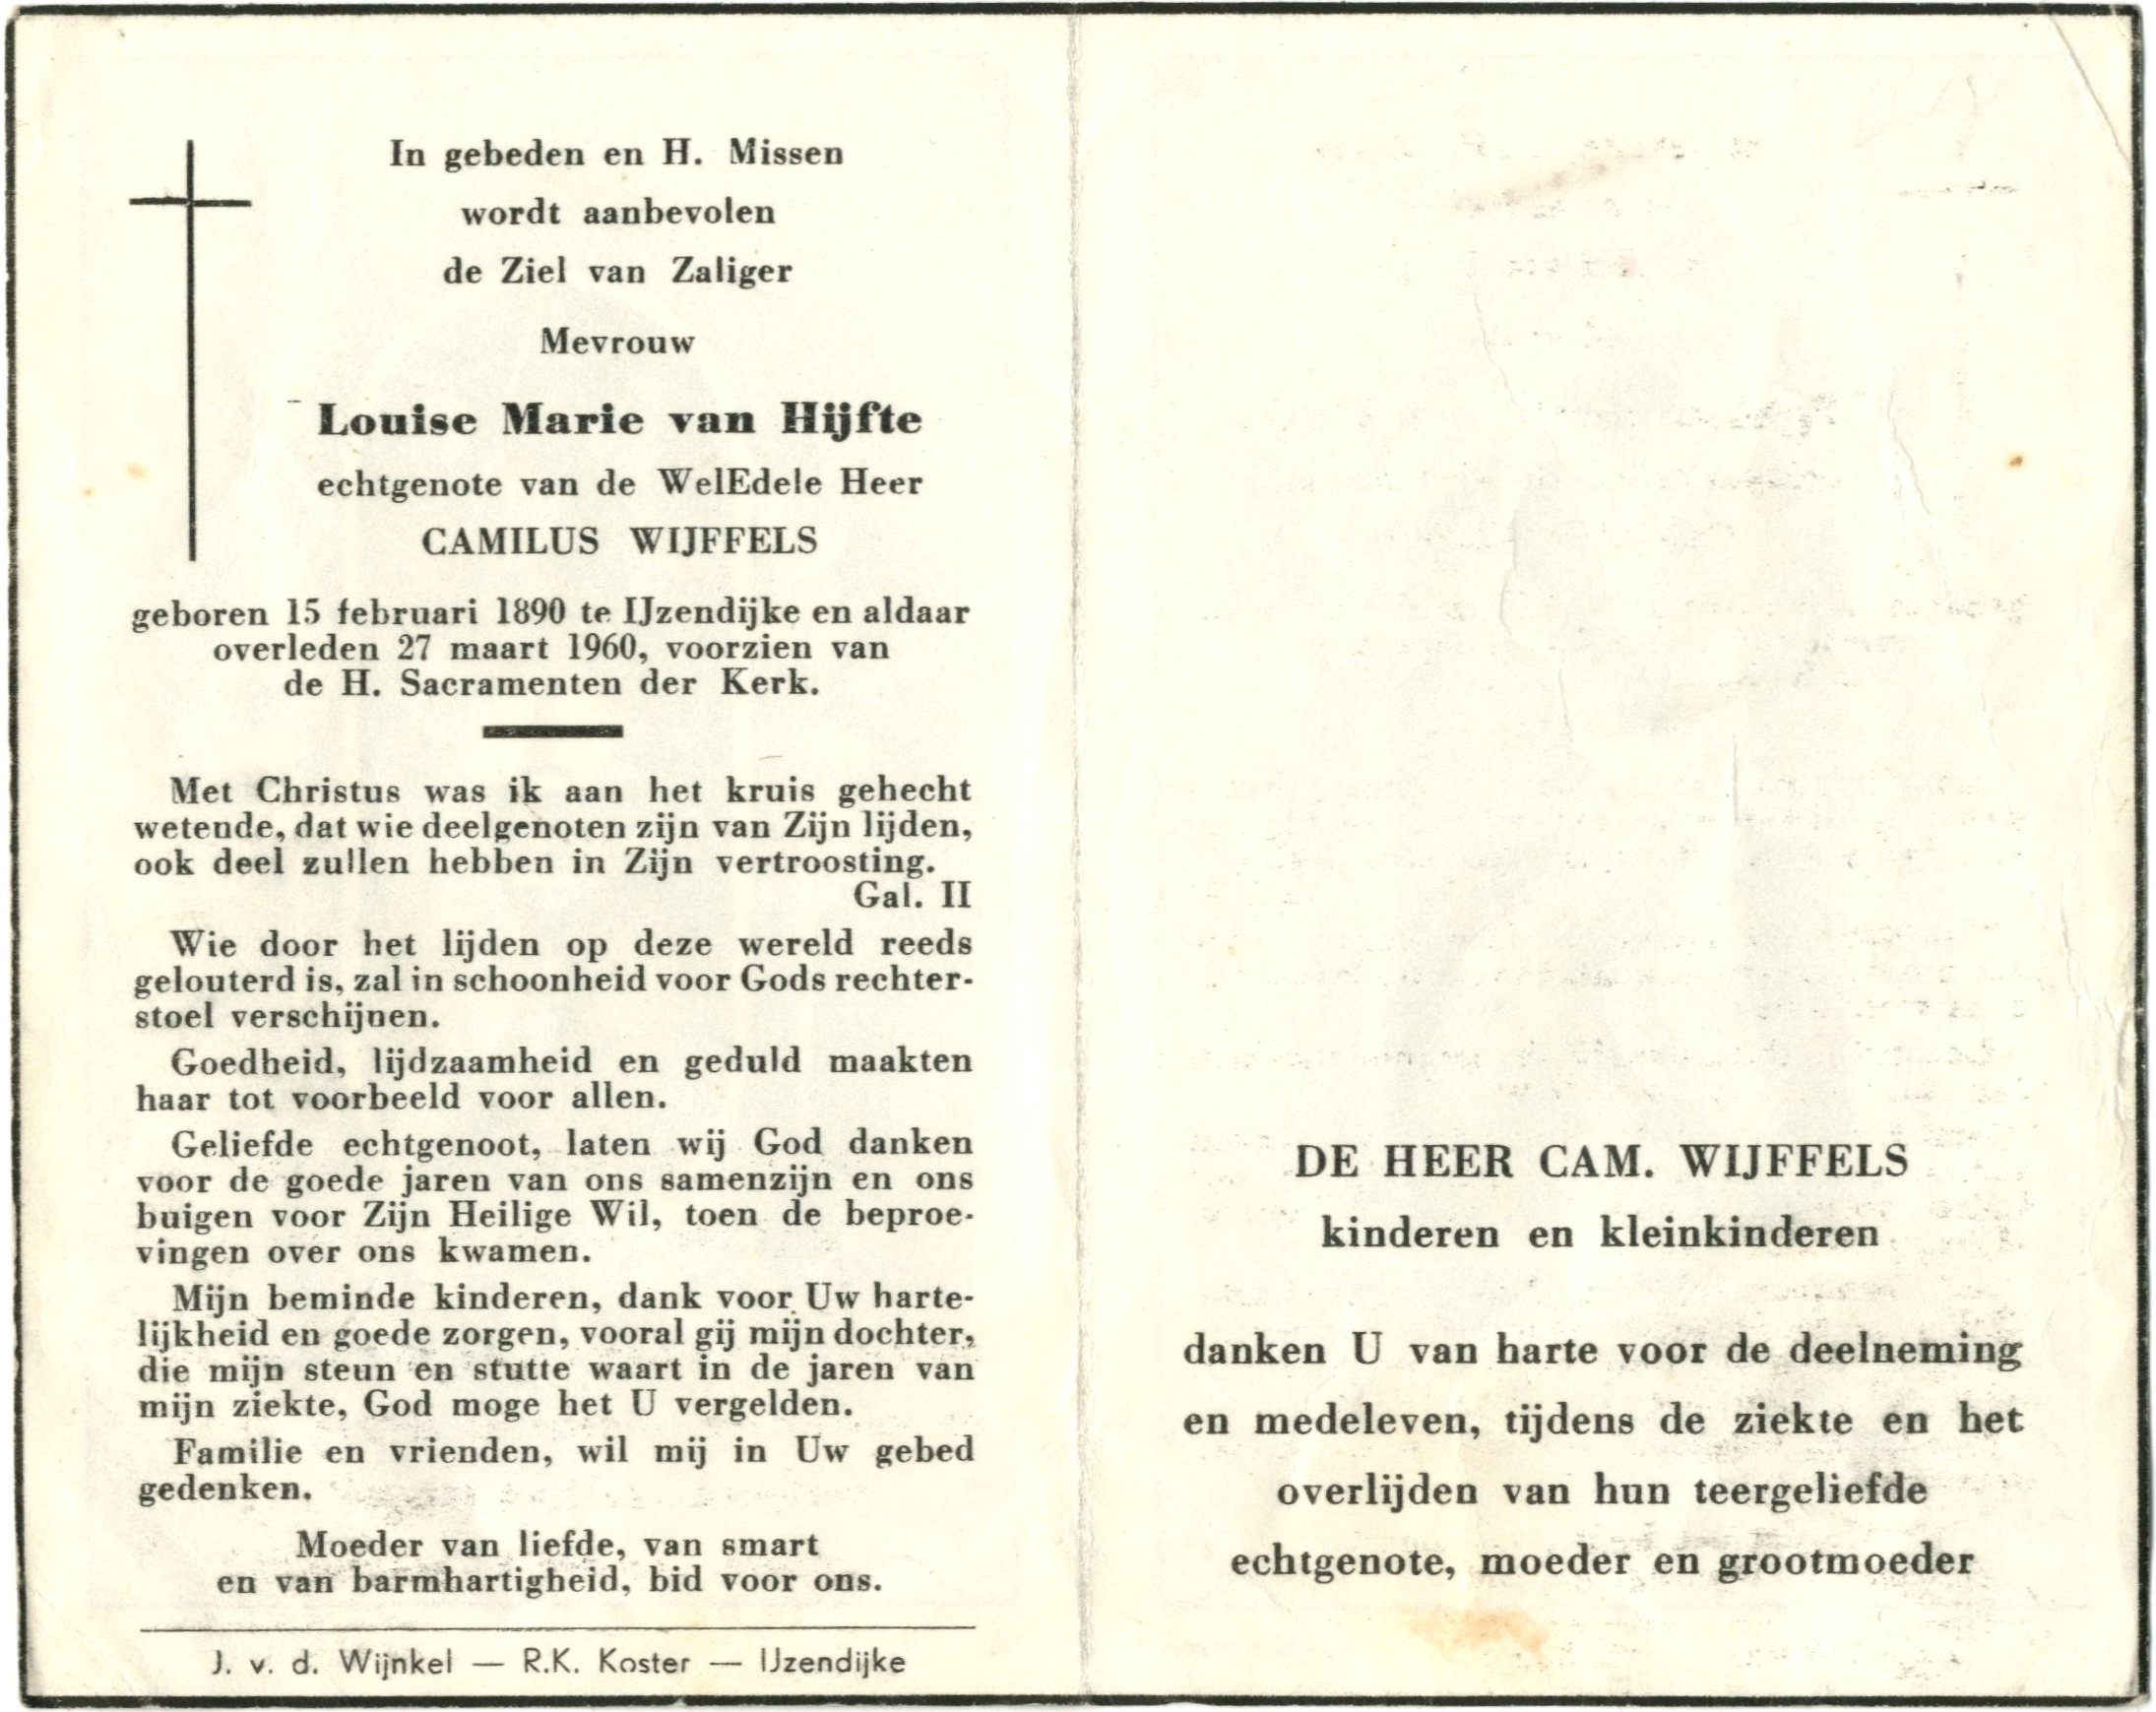 In gebeden en H. Missen
wordt aanbevolen
de Ziel van Zaliger
Mevrouw
Louise Marie van Hijfte
echtgenote van de WelEdele Heer
CAMILUS WIJFFELS
geboren 15 februari 1890 te IJzendijke en aldaar
overleden 27 maart 1960, voorzien van
de H. Sacramenten der Kerk.
Met Christus was ik aan het kruis gehecht
wetende, dat wie deelgenoten zijn van Zijn lijden,
ook deel zullen hebben in Zijn vertroosting.
Gal. II
Wie door het lijden op deze wereld reeds
gelouterd is, zal in schoonheid voor Gods rechter-
stoel verschijnen.
Goedheid, lijdzaamheid en geduld maakten
haar tot voorbeeld voor allen.
Geliefde echtgenoot, laten wij God danken
voor de goede jaren van ons samenzijn en ons
buigen voor Zijn Heilige Wil, toen de beproe-
vingen over ons kwamen.
Mijn beminde kinderen, dank voor Uw harte-
lijkheid en goede zorgen, vooral gij mijn dochter,
die mijn steun en stutte waart in de jaren van
mijn ziekte, God moge het U vergelden.
Familie en vrienden, wil mij in Uw gebed
gedenken.
Moeder van liefde, van smart
en van barmhartigheid, bid voor ons.
J. v. d. Wijnkel — R.K. Koster — IJzendijke
DE HEER CAM. WIJFFELS
kinderen en kleinkinderen
danken U van harte voor de deelneming
en medeleven, tijdens de ziekte en het
overlijden van hun teergeliefde
echtgenote, moeder en grootmoeder